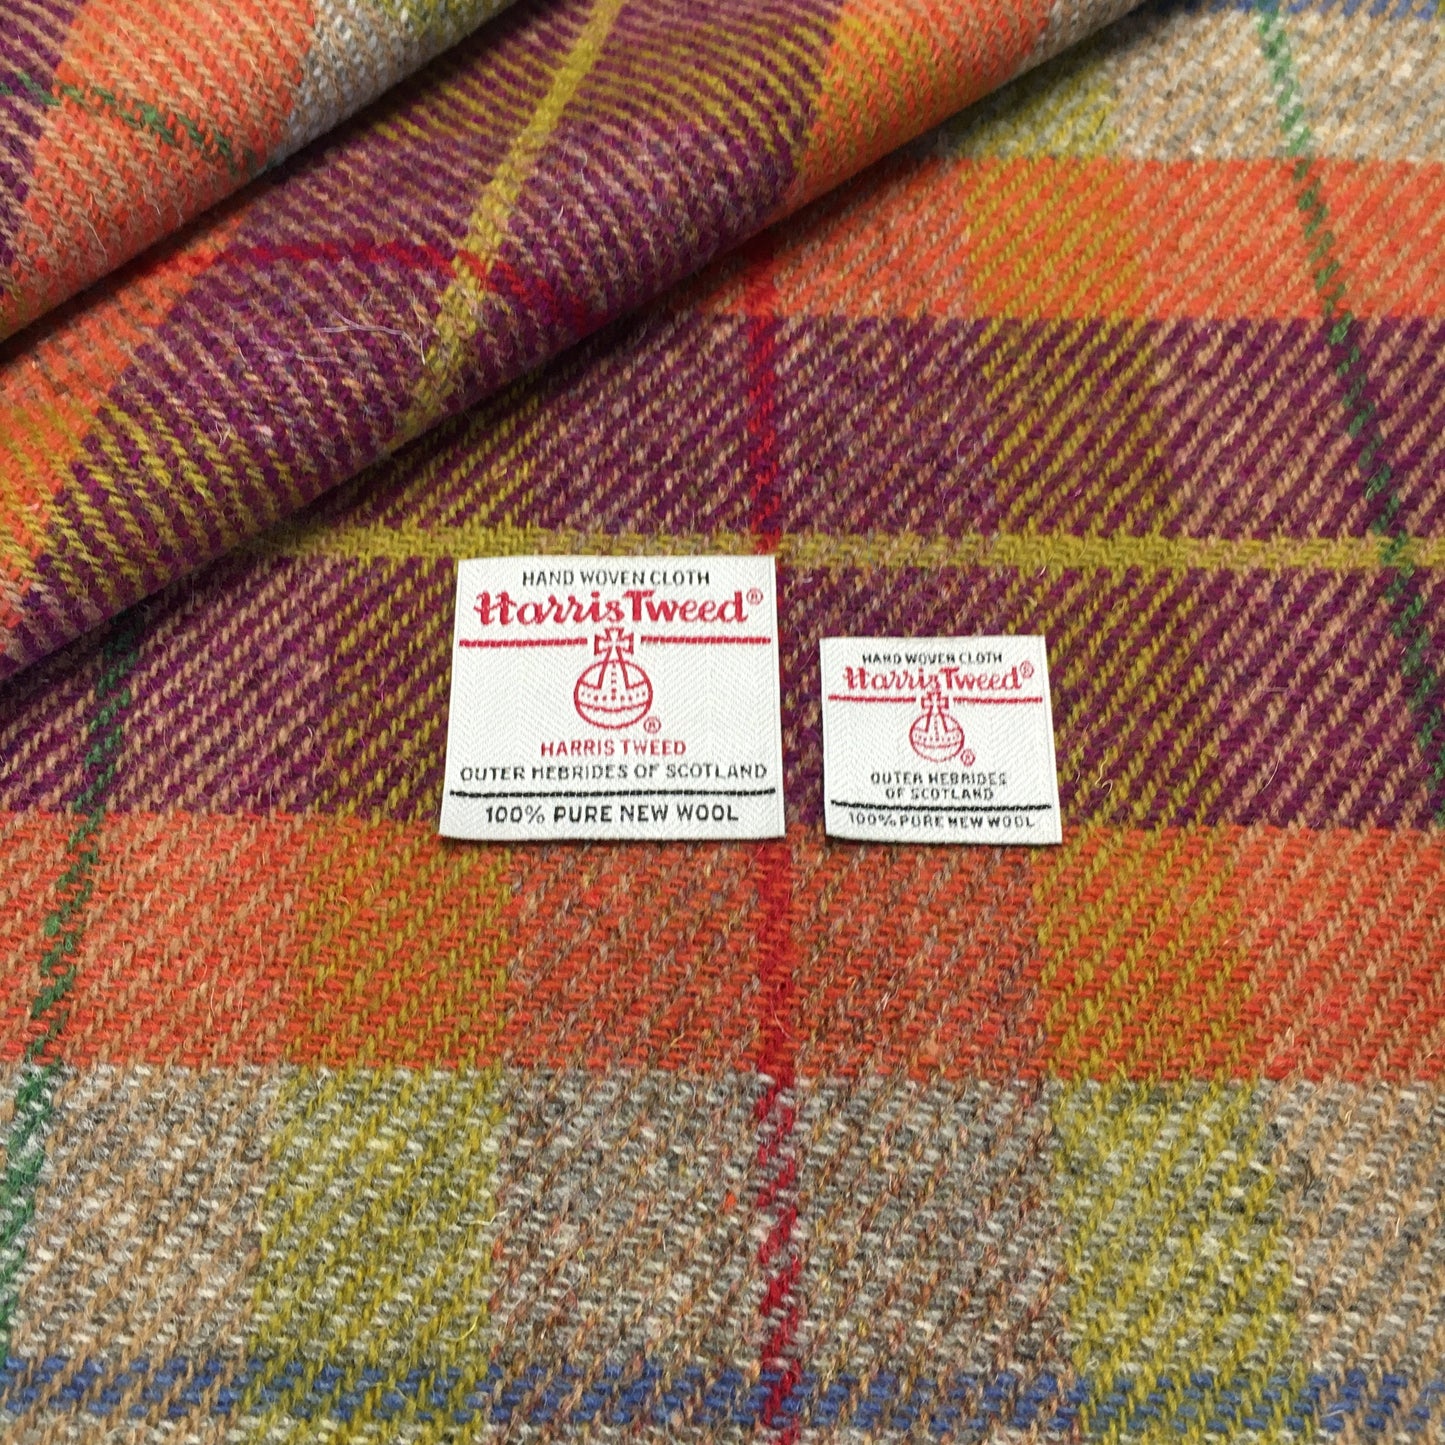 HAND WOVEN CLOTH
Harris Tweed®
®
HARRIS TWEED
OUTER HEBRIDES OF SCOTLAND
100% PURE NEW WOOL
HAND WOVEN CLOTH
Harris Tweed®
®
OUTER HEBRIDES
OF SCOTLAND
100% PURE NEW WOOL